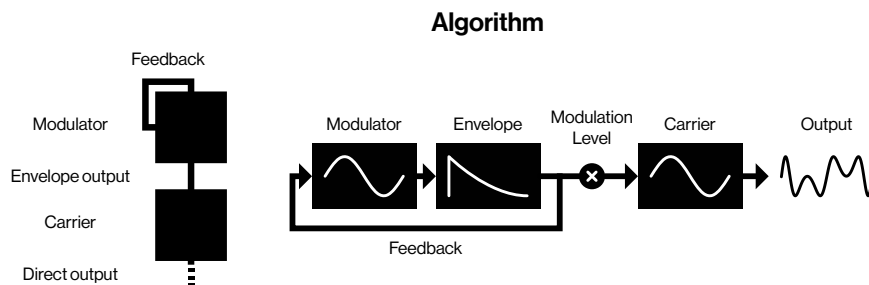 Algorithm
Feedback
Modulator
Envelope output
Carrier
Direct output
Modulator
Envelope
Modulation
Level
Carrier
Output
Feedback